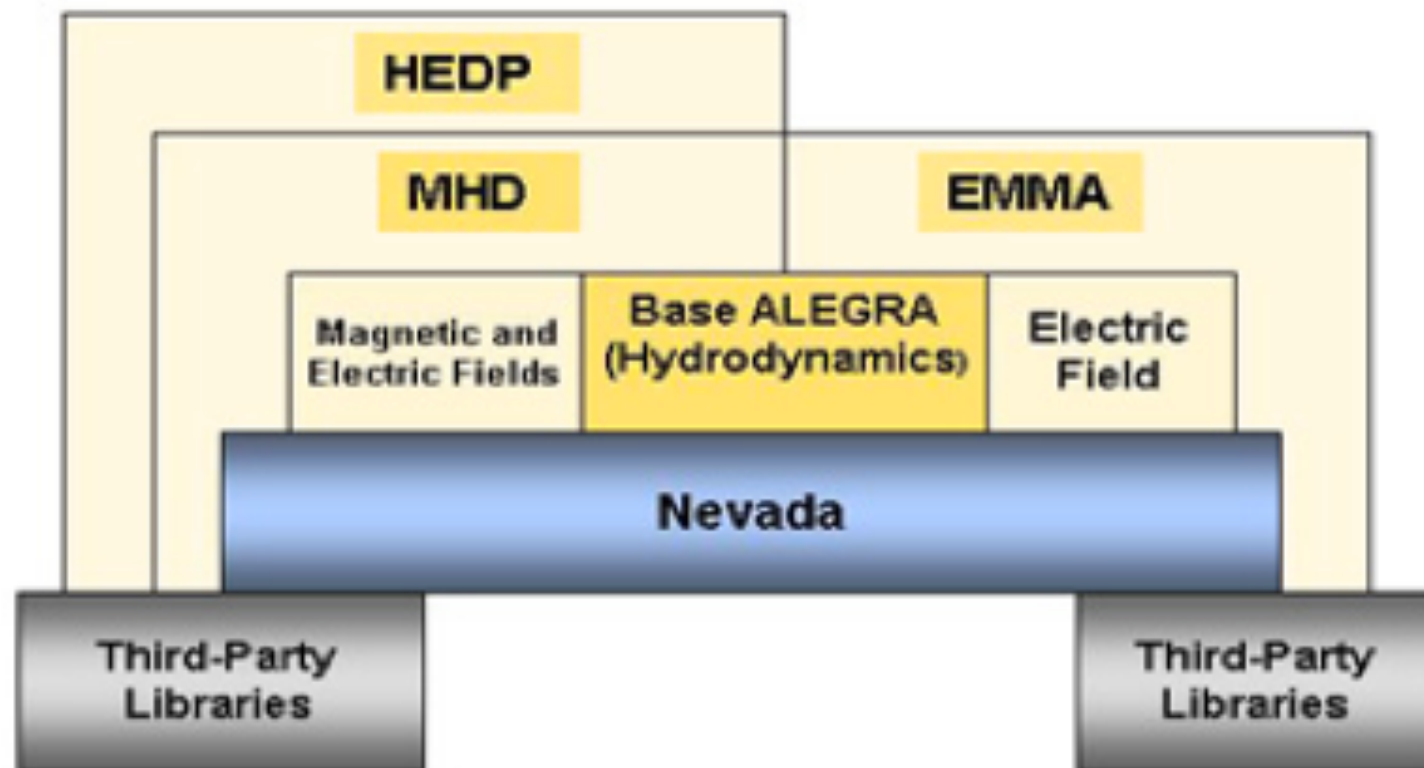 HEDP
MHD
EMMA
Magnetic and
Electric Fields
Base ALEGRA
(Hydrodynamics)
Electric
Field
Nevada
Third-Party
Libraries
Third-Party
Libraries